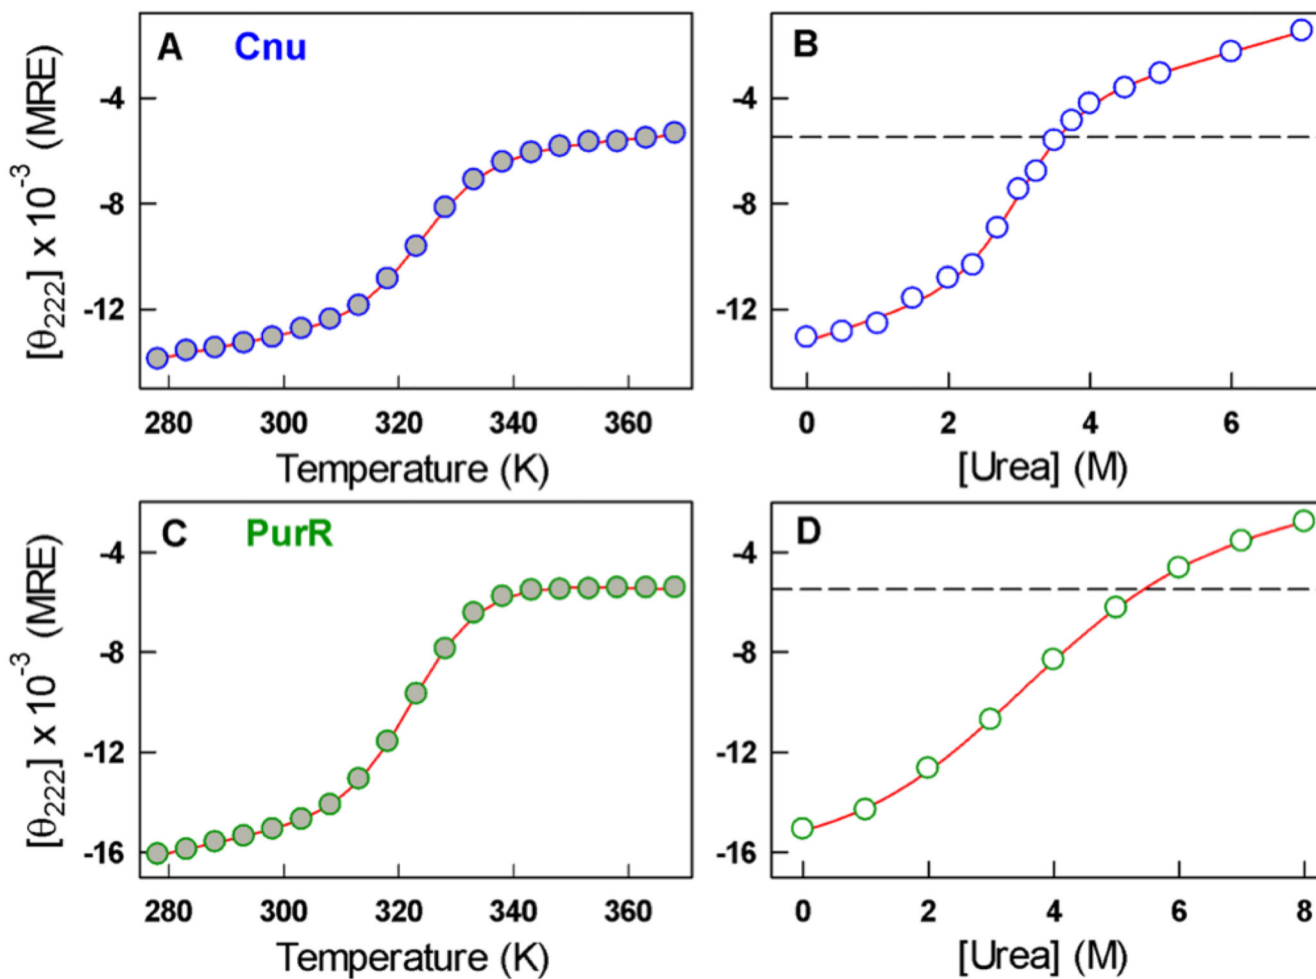 A Cnu
B
[θ222] x 10-3 (MRE)
-4
-8
-12
280 300 320 340 360
Temperature (K)
0 2 4 6
[Urea] (M)
C PurR
D
[θ222] x 10-3 (MRE)
-4
-8
-12
-16
280 300 320 340 360
Temperature (K)
-4
-8
-12
-16
0 2 4 6 8
[Urea] (M)
-4
-8
-12